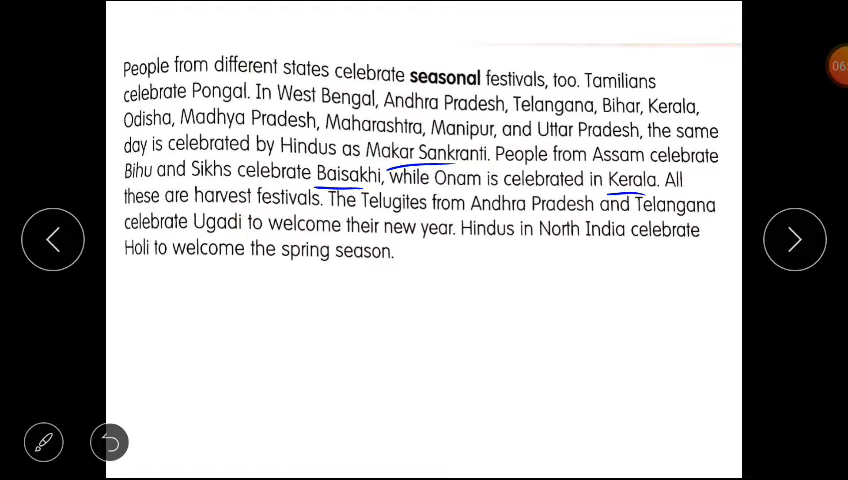 People from different states celebrate seasonal festivals, too. Tamilians
celebrate Pongal. In West Bengal, Andhra Pradesh, Telangana, Bihar, Kerala,
Odisha, Madhya Pradesh, Maharashtra, Manipur, and Uttar Pradesh, the same
day is celebrated by Hindus as Makar Sankranti. People from Assam celebrate
Bihu and Sikhs celebrate Baisakhi, while Onam is celebrated in Kerala. All
these are harvest festivals. The Telugites from Andhra Pradesh and Telangana
celebrate Ugadi to welcome their new year. Hindus in North India celebrate
Holi to welcome the spring season.